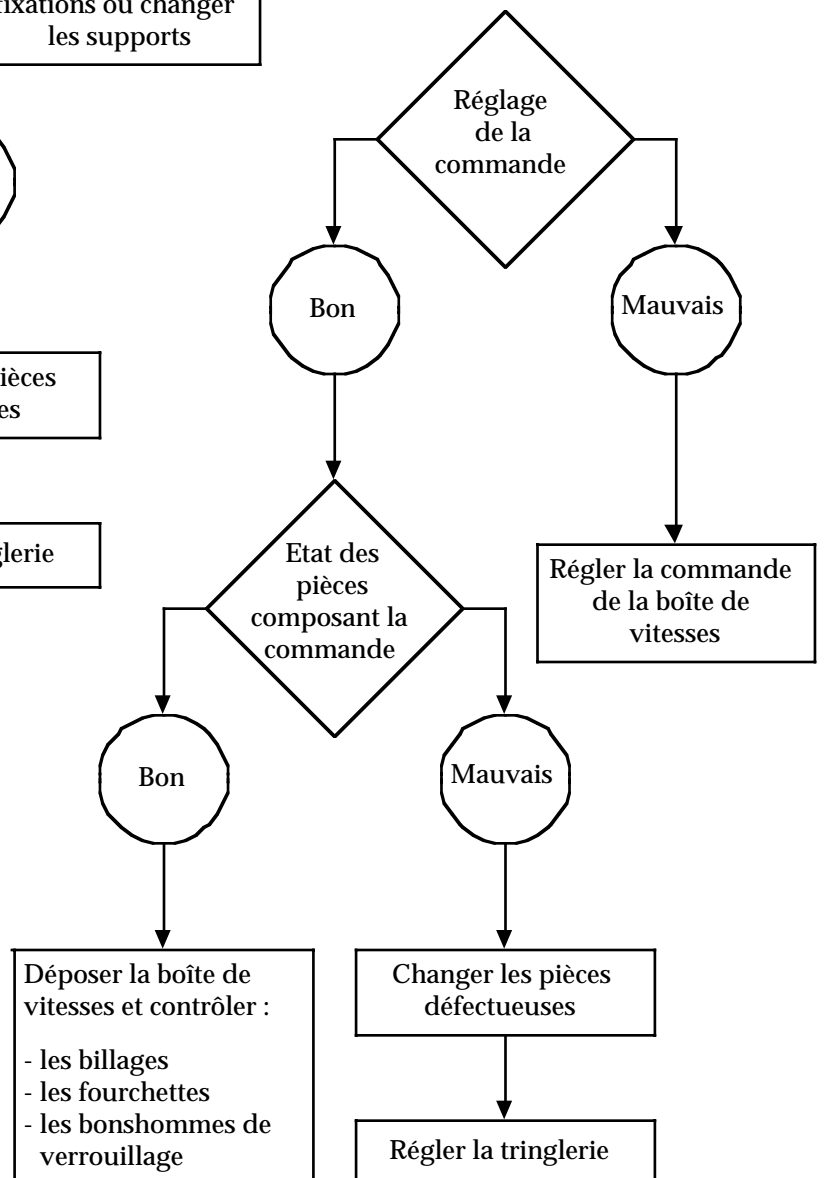 fixations ou changer
les supports
Réglage
de la
commande
Bon
Mauvais
ièces
es
glerie
Etat des
pièces
composant la
commande
Régler la commande
de la boîte de
vitesses
Bon
Mauvais
Déposer la boîte de
vitesses et contrôler :
- les billages
- les fourchettes
- les bonshommes de
verrouillage
Changer les pièces
défectueuses
Régler la tringlerie